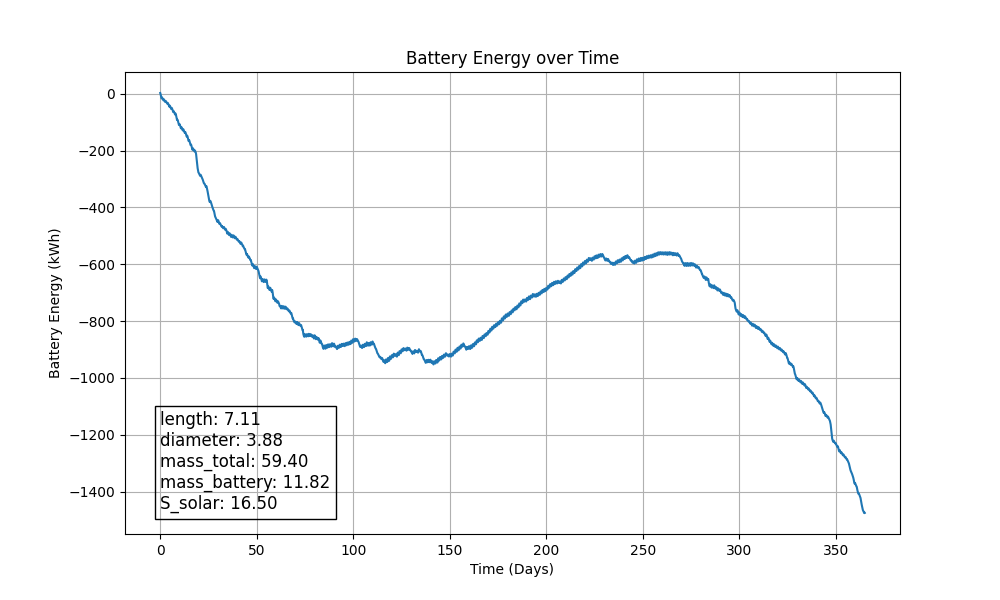 Battery Energy over Time
Battery Energy (kWh)
0
−200
−400
−600
−800
−1000
−1200
−1400
length: 7.11
diameter: 3.88
mass_total: 59.40
mass_battery: 11.82
S_solar: 16.50
0 50 100 150 200 250 300 350
Time (Days)